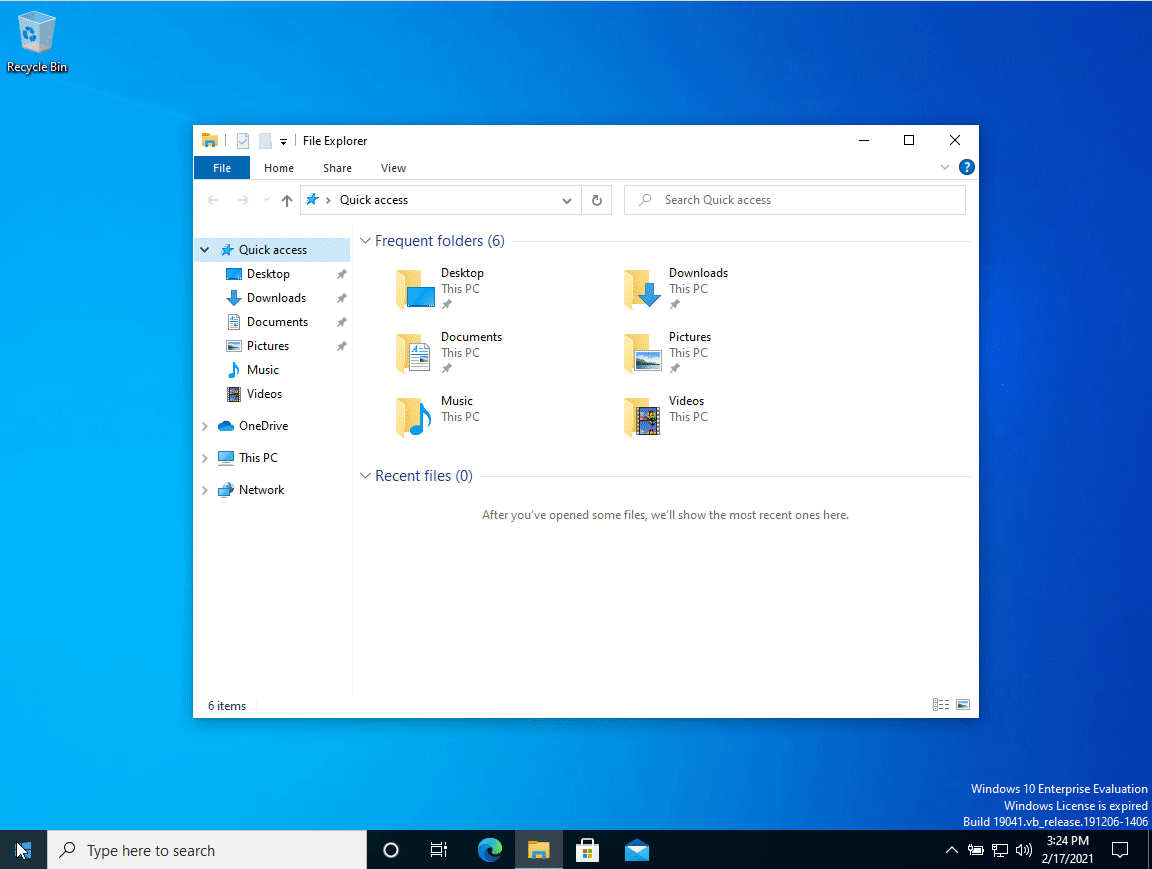 Recycle Bin
File Explorer
File Home Share View
?
Quick access
Search Quick access
Quick access
Desktop
Downloads
Documents
Pictures
Music
Videos
OneDrive
This PC
Network
Frequent folders (6)
Desktop
This PC
Downloads
This PC
Documents
This PC
Pictures
This PC
Music
This PC
Videos
This PC
Recent files (0)
After you've opened some files, we'll show the most recent ones here.
6 items
Windows 10 Enterprise Evaluation
Windows License is expired
Build 19041.vb_release.191206-1406
Type here to search
3:24 PM
2/17/2021